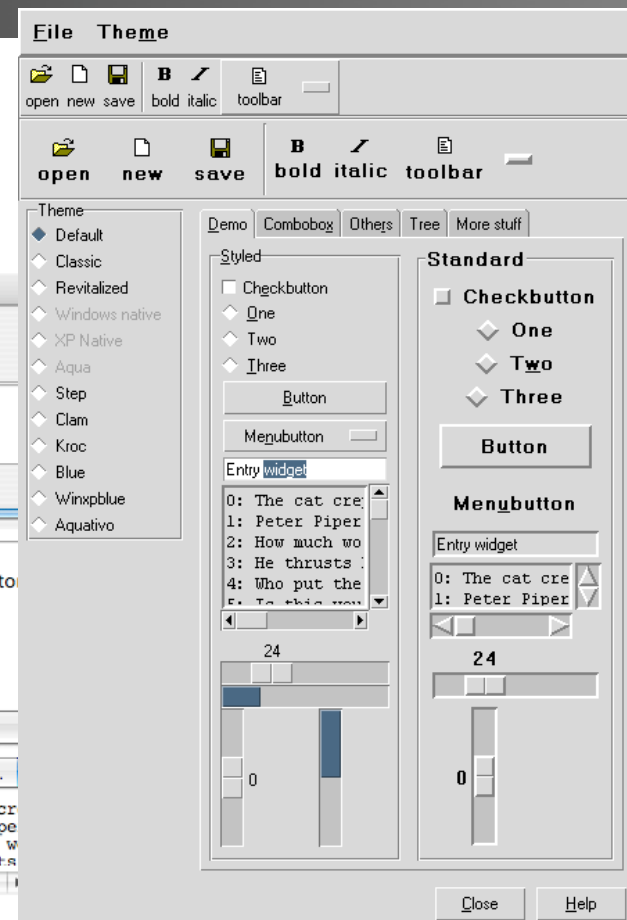 File Theme
open new save bold italic toolbar
open new save bold italic toolbar
Theme
Default
Classic
Revitalized
Windows native
XP Native
Aqua
Step
Clam
Kroc
Blue
Winxpblue
Aquativo
Demo Combobox Others Tree More stuff
Styled
Checkbutton
One
Two
Three
Button
Menubutton
Entry widget
0: The cat cre
1: Peter Piper
2: How much wo
3: He thrusts
4: Who put the
5: Is this you
24
0
Standard
Checkbutton
One
Two
Three
Button
Menubutton
Entry widget
0: The cat cre
1: Peter Piper
24
0
Close Help